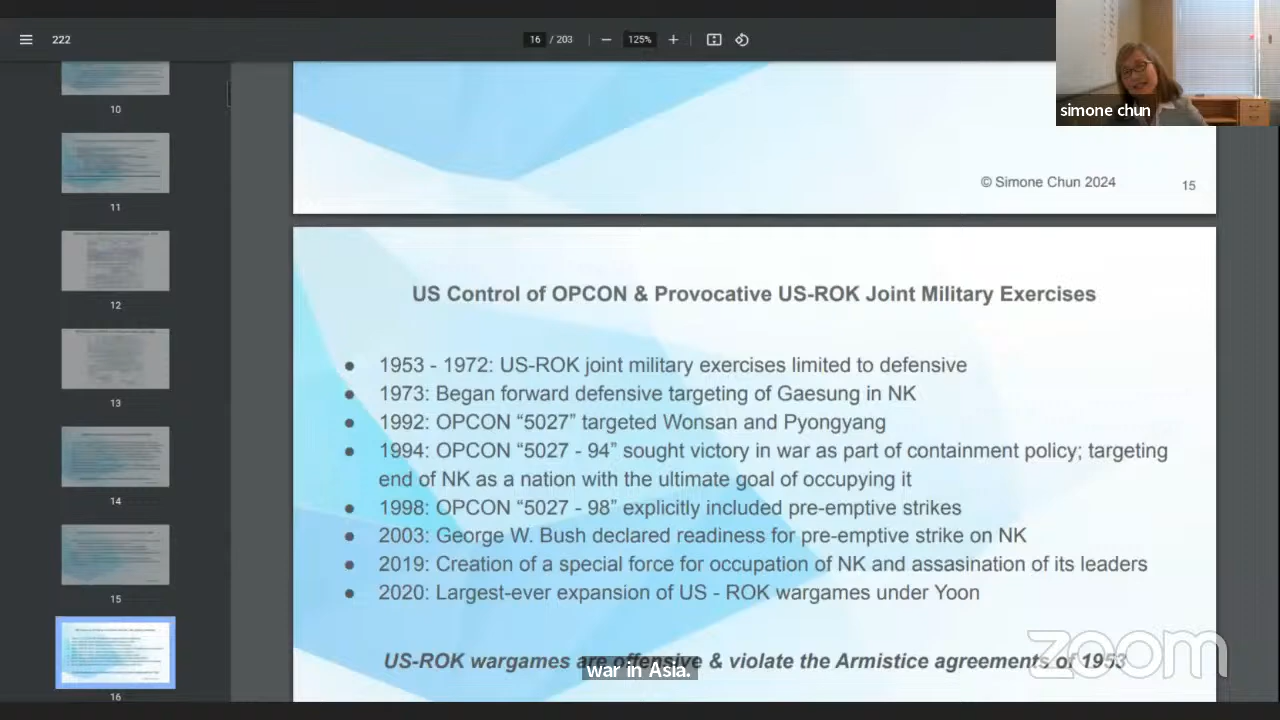 222
16 / 203
125%
simone chun
10
11
12
13
14
15
16
© Simone Chun 2024
15
US Control of OPCON & Provocative US-ROK Joint Military Exercises
● 1953 - 1972: US-ROK joint military exercises limited to defensive
● 1973: Began forward defensive targeting of Gaesung in NK
● 1992: OPCON “5027” targeted Wonsan and Pyongyang
● 1994: OPCON “5027 - 94” sought victory in war as part of containment policy; targeting
end of NK as a nation with the ultimate goal of occupying it
● 1998: OPCON “5027 - 98” explicitly included pre-emptive strikes
● 2003: George W. Bush declared readiness for pre-emptive strike on NK
● 2019: Creation of a special force for occupation of NK and assasination of its leaders
● 2020: Largest-ever expansion of US - ROK wargames under Yoon
US-ROK wargames are offensive & violate the Armistice agreements of 1953
war in Asia.
zoom